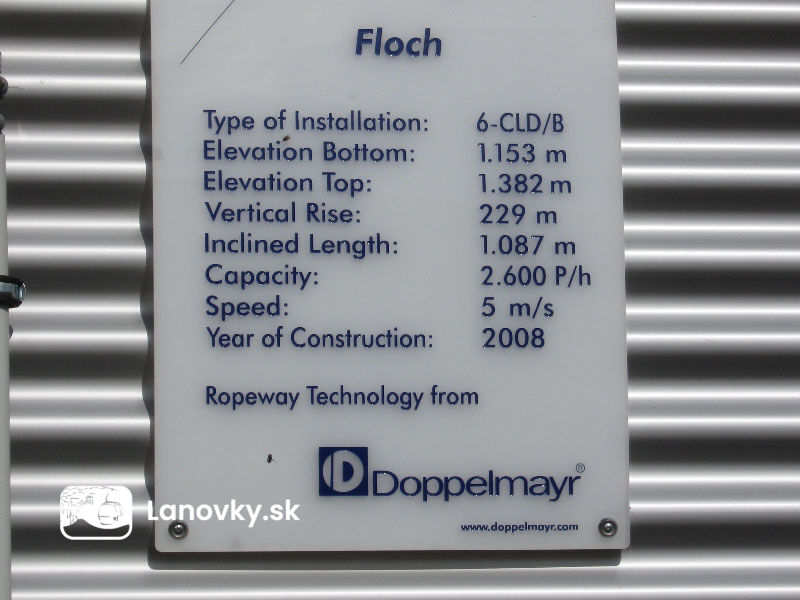 Floch
Type of Installation: 6-CLD/B
Elevation Bottom: 1.153 m
Elevation Top: 1.382 m
Vertical Rise: 229 m
Inclined Length: 1.087 m
Capacity: 2.600 P/h
Speed: 5 m/s
Year of Construction: 2008
Ropeway Technology from
Doppelmayr®
www.doppelmayr.com
Lanovky.sk